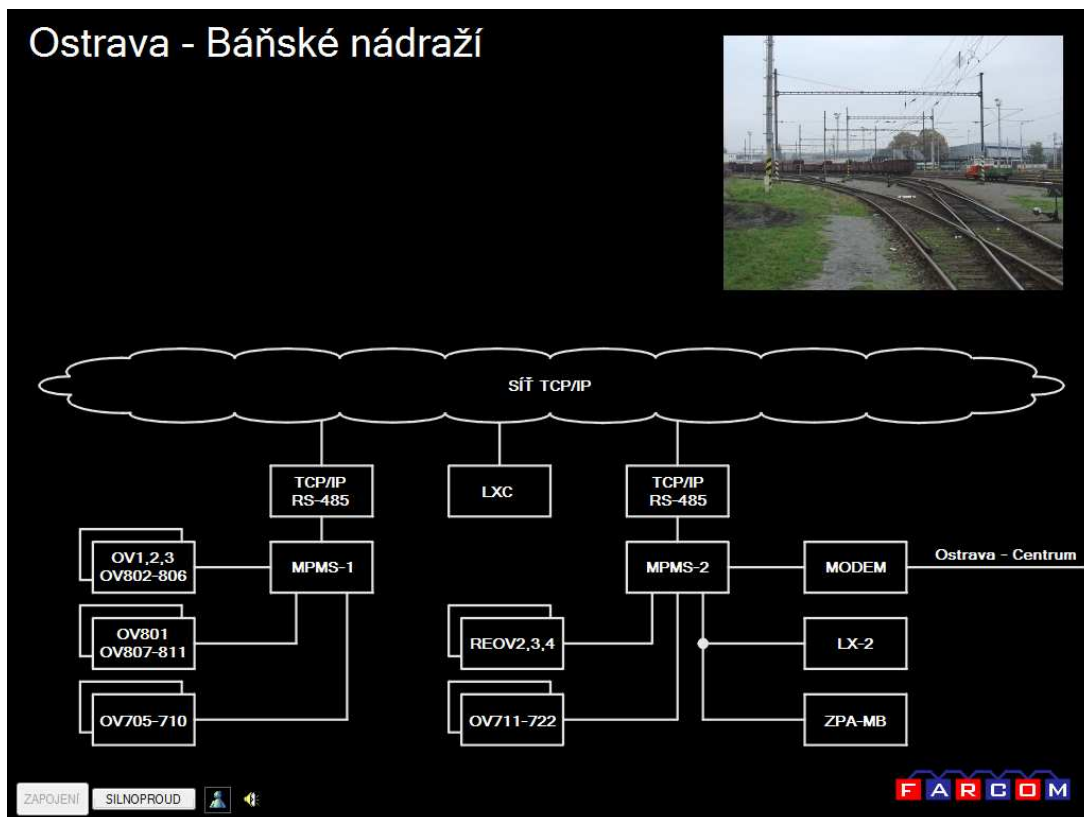 Ostrava - Báňské nádraží
SÍŤ TCP/IP
TCP/IP
RS-485
LXC
TCP/IP
RS-485
OV1,2,3
OV802-806
MPMS-1
MPMS-2
MODEM
Ostrava - Centrum
OV801
OV807-811
REOV2,3,4
LX-2
OV705-710
OV711-722
ZPA-MB
ZAPOJENÍ
SILNOPROUD
FARCOM